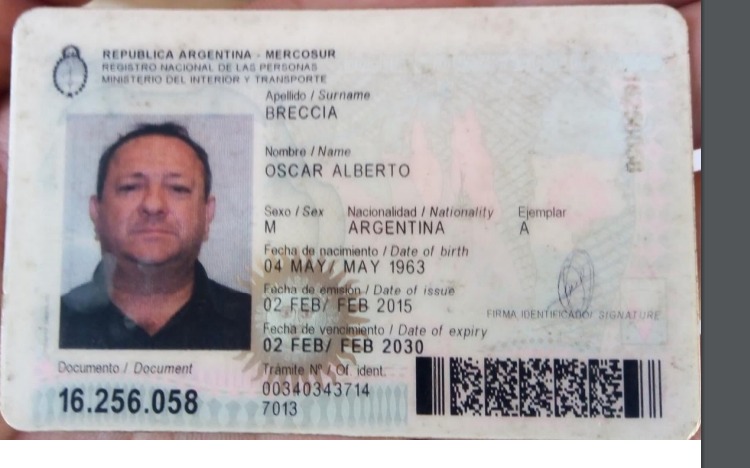 REPUBLICA ARGENTINA - MERCOSUR
REGISTRO NACIONAL DE LAS PERSONAS
MINISTERIO DEL INTERIOR Y TRANSPORTE
Apellido / Surname
BRECCIA
Nombre / Name
OSCAR ALBERTO
Sexo / Sex Nacionalidad / Nationality Ejemplar
M ARGENTINA A
Fecha de nacimiento / Date of birth
04 MAY/ MAY 1963
Fecha de emisión / Date of issue
02 FEB/ FEB 2015
FIRMA IDENTIFICADO/ SIGNATURE
Fecha de vencimiento / Date of expiry
02 FEB/ FEB 2030
Documento / Document
16.256.058
Trámite Nº / Of. ident.
00340343714
7013